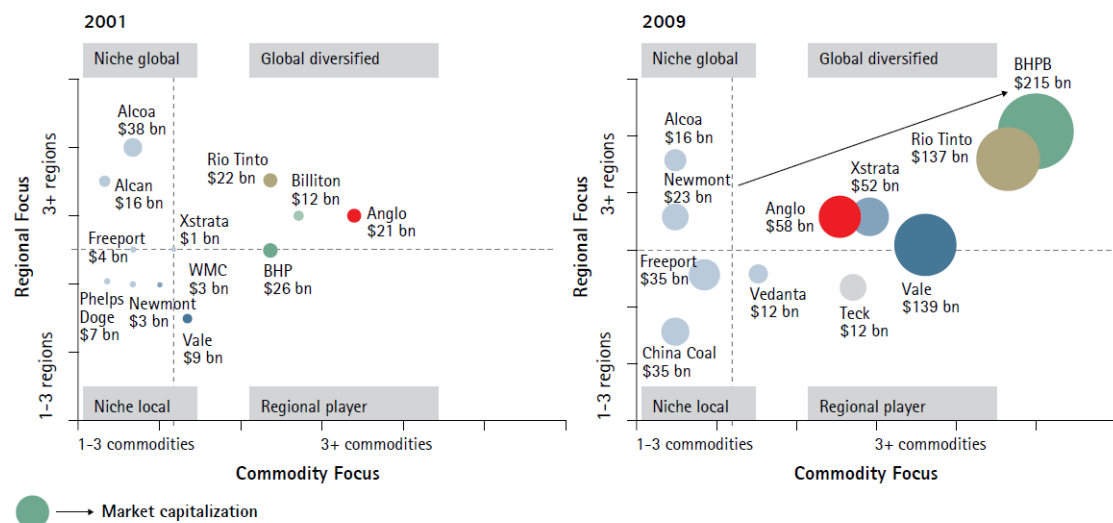 2001
Niche global
Global diversified
Alcoa
$38 bn
Alcan
$16 bn
Rio Tinto
$22 bn
Billiton
$12 bn
Anglo
$21 bn
Xstrata
$1 bn
Freeport
$4 bn
BHP
$26 bn
WMC
$3 bn
Phelps
Doge
$7 bn
Newmont
$3 bn
Vale
$9 bn
Niche local
Regional player
Regional Focus
3+ regions
1-3 regions
1-3 commodities
3+ commodities
Commodity Focus
2009
Niche global
Global diversified
BHPB
$215 bn
Alcoa
$16 bn
Rio Tinto
$137 bn
Newmont
$23 bn
Xstrata
$52 bn
Anglo
$58 bn
Freeport
$35 bn
Vedanta
$12 bn
Teck
$12 bn
Vale
$139 bn
China Coal
$35 bn
Niche local
Regional player
Regional Focus
3+ regions
1-3 regions
1-3 commodities
3+ commodities
Commodity Focus
Market capitalization